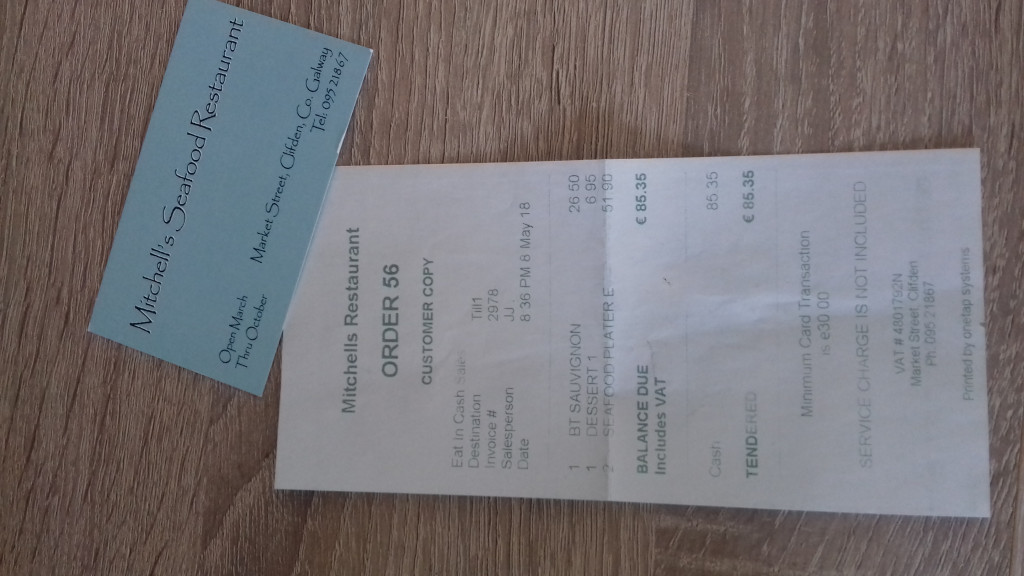 Mitchell's Seafood Restaurant
Open March
Thru October
Market Street, Clifden, Co. Galway
Tel: 095 21867
Mitchells Restaurant
ORDER 56
CUSTOMER COPY
Eat In Cash Sale
Destination Till1
Invoice # 2978
Salesperson JJ
Date 8 36 PM 8 May 18
1 BT SAUVIGNON 26 50
1 DESSERT 1 6 95
2 SEAFOOD PLATER E 51 90
BALANCE DUE € 85.35
Includes VAT
Cash 85.35
TENDERED € 85.35
Minimum Card Transaction
is e30 00
SERVICE CHARGE IS NOT INCLUDED
VAT # 4801792N
Market Street Clifden
Ph: 095.21867
Printed by onetap systems